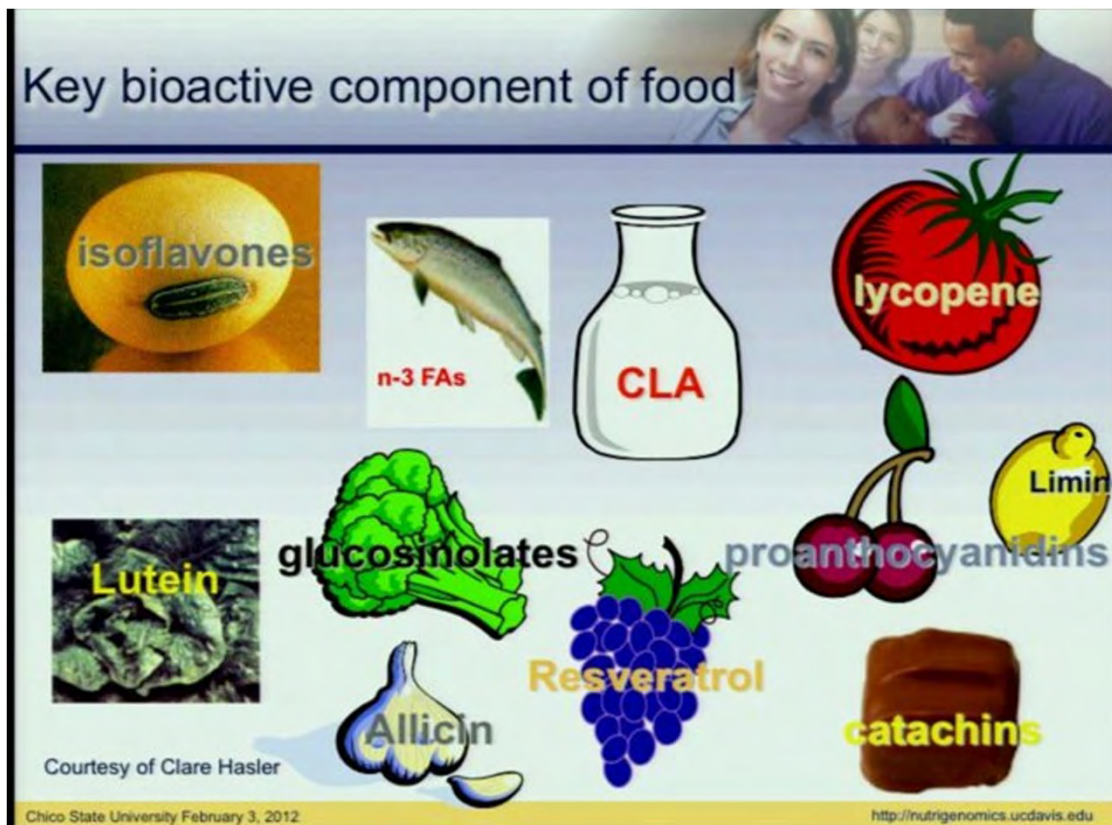 Key bioactive component of food
isoflavones
n-3 FAs
CLA
lycopene
Limin
Lutein
glucosinolates
proanthocyanidins
Resveratrol
Allicin
catachins
Courtesy of Clare Hasler
Chico State University February 3, 2012
http://nutrigenomics.ucdavis.edu